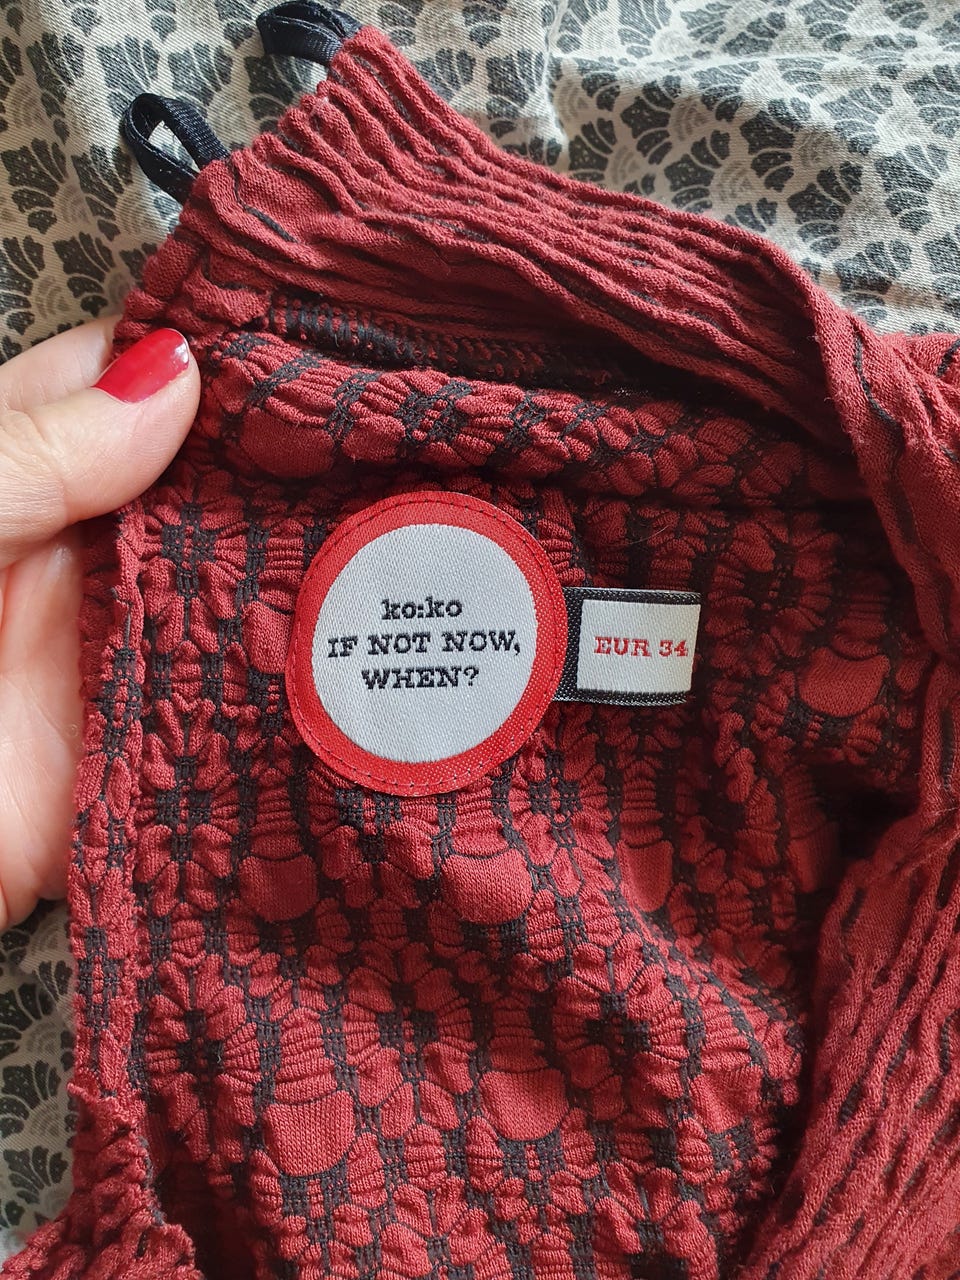 ko:ko
IF NOT NOW,
WHEN?
EUR 34